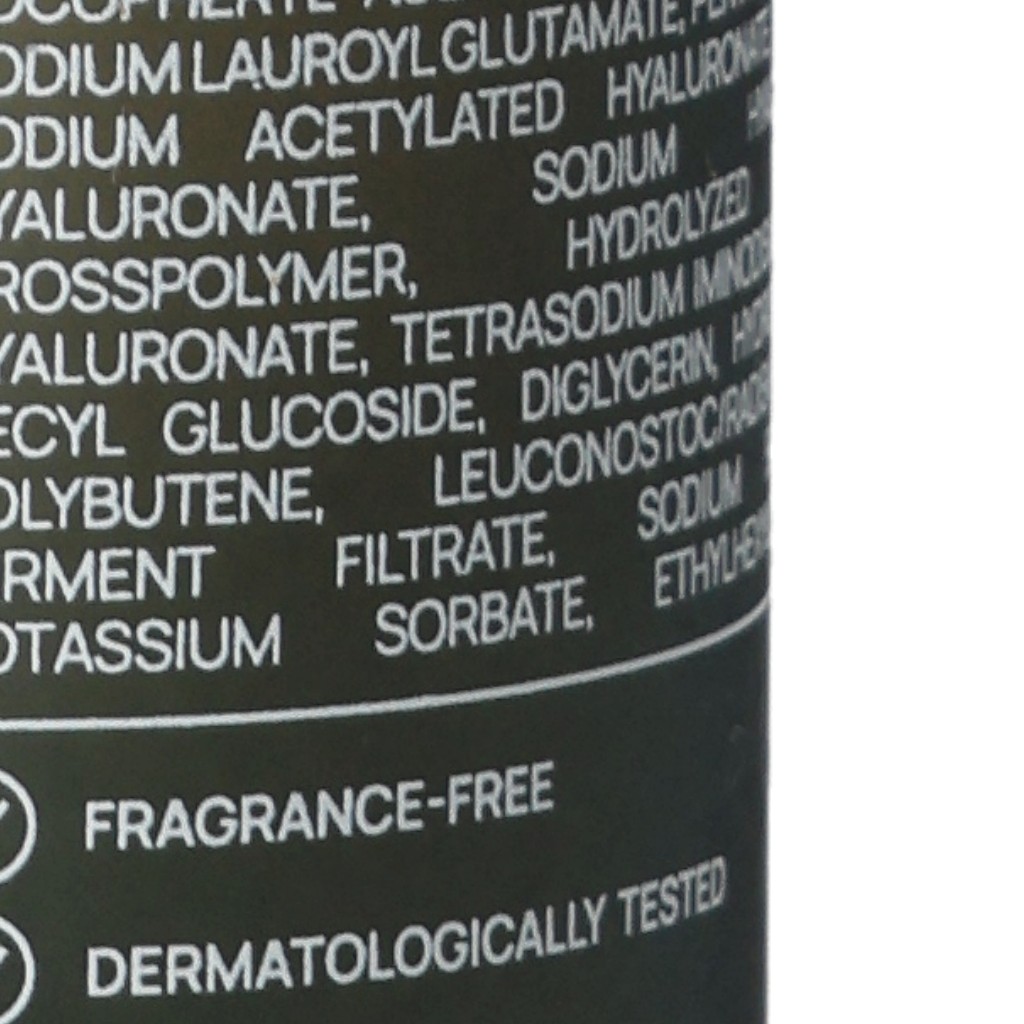 SODIUM LAUROYL GLUTAMATE,
SODIUM ACETYLATED HYALURONATE
HYALURONATE, SODIUM
CROSSPOLYMER, HYDROLYZED
HYALURONATE, TETRASODIUM
DECYL GLUCOSIDE, DIGLYCERIN,
POLYBUTENE, LEUCONOSTOC/RADISH
FERMENT FILTRATE, SODIUM
POTASSIUM SORBATE,
FRAGRANCE-FREE
DERMATOLOGICALLY TESTED